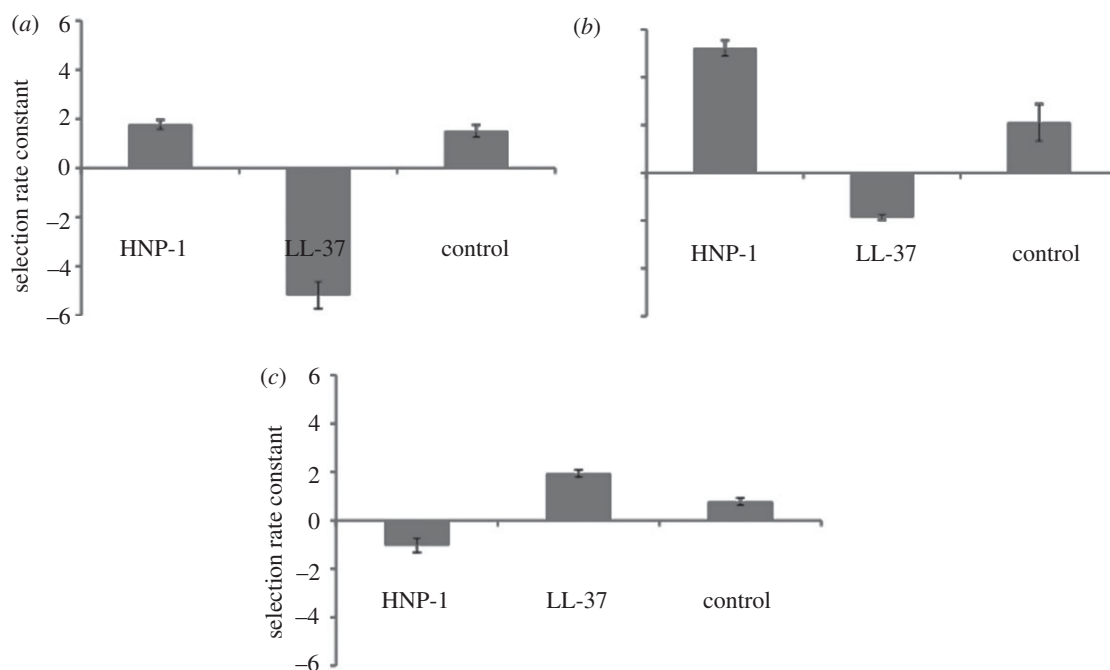 (a)
6
4
2
0
–2
–4
–6
selection rate constant
HNP-1 LL-37 control
(b)
HNP-1 LL-37 control
(c)
6
4
2
0
–2
–4
–6
selection rate constant
HNP-1 LL-37 control